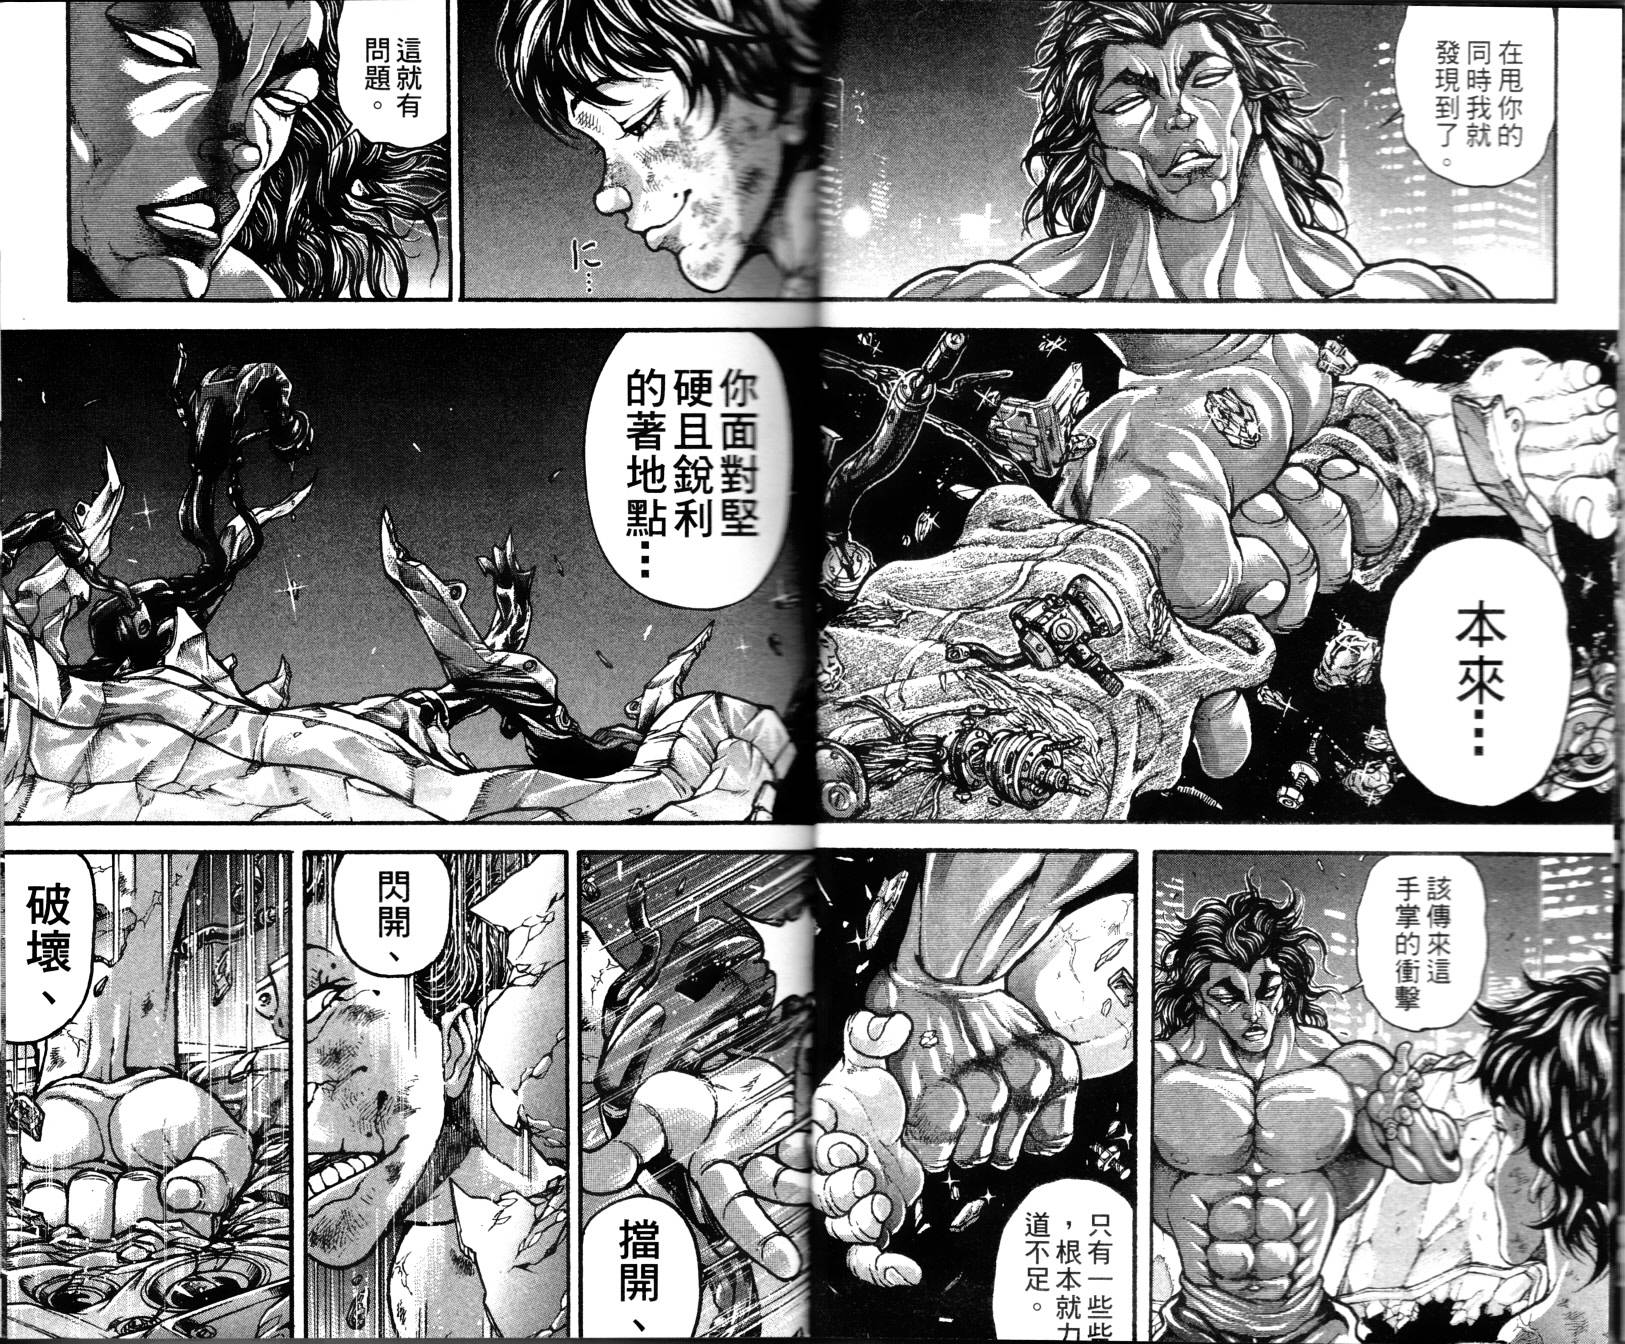 在甩你的
同時我就
發現到了。
に…
這就有
問題。
本來…
你面對堅
硬且銳利
的著地點…
該傳來這
手掌的衝擊
只有一些些
，根本就力
道不足。
擋開、
閃開、
破壞、